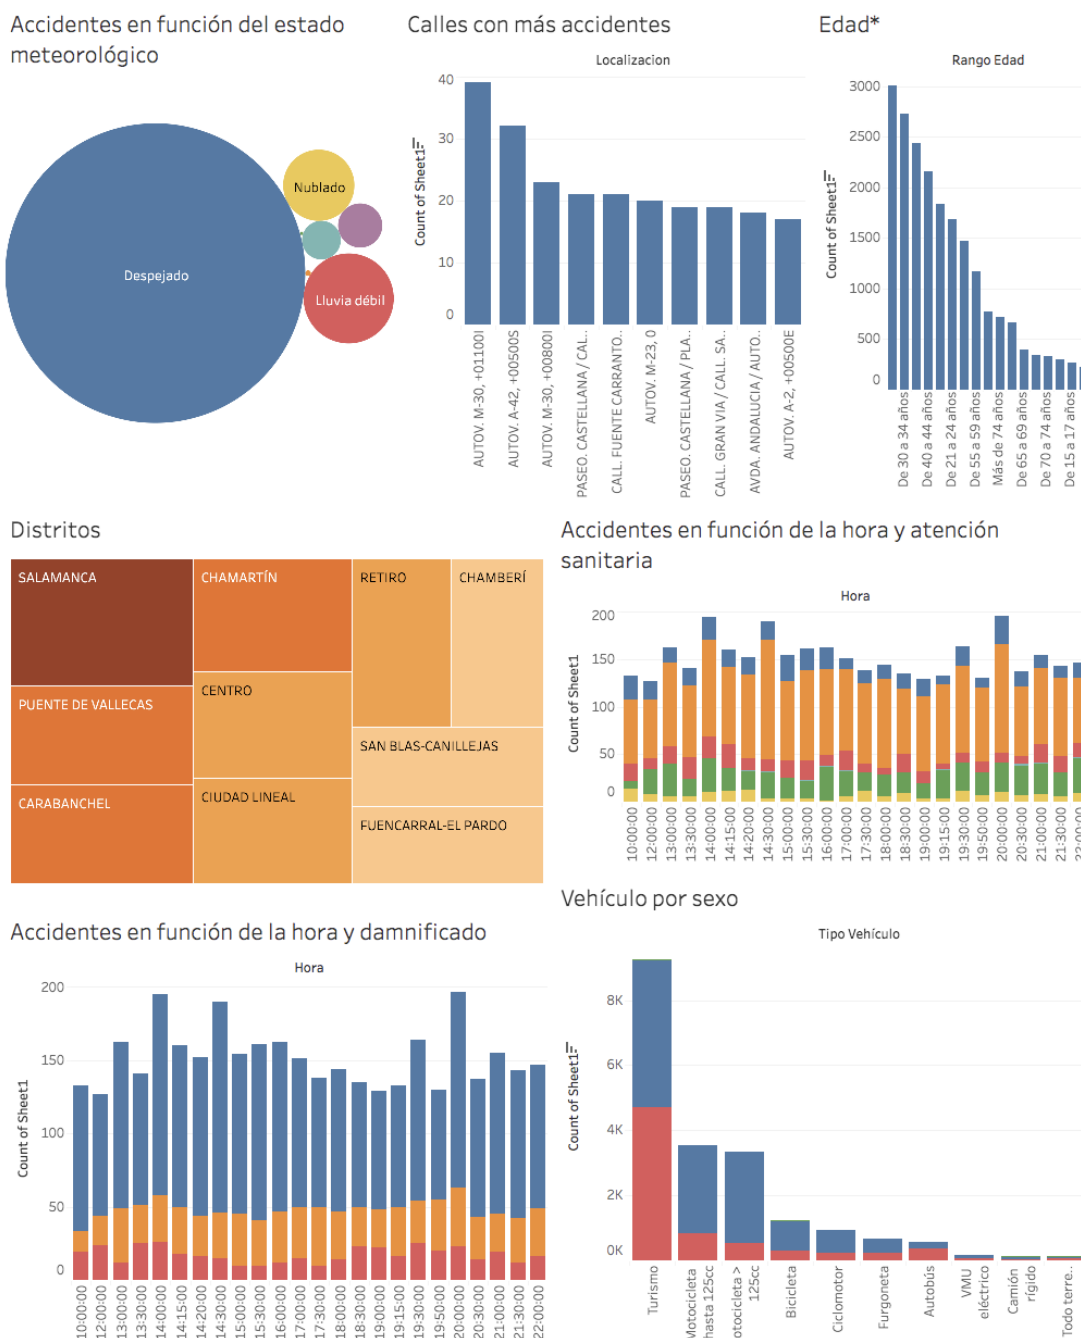 Accidentes en función del estado
meteorológico
Despejado
Nublado
Lluvia débil
Calles con más accidentes
Localizacion
Count of Sheet1
40
30
20
10
0
AUTOV. M-30, +01100I
AUTOV. A-42, +00500S
AUTOV. M-30, +00800I
PASEO. CASTELLANA / CAL..
CALL. FUENTE CARRANTO..
AUTOV. M-23, 0
PASEO. CASTELLANA / PLA..
CALL. GRAN VIA / CALL. SA..
AVDA. ANDALUCIA / AUTO..
AUTOV. A-2, +00500E
Edad*
Rango Edad
Count of Sheet1
3000
2500
2000
1500
1000
500
0
De 30 a 34 años
De 40 a 44 años
De 21 a 24 años
De 55 a 59 años
Más de 74 años
De 65 a 69 años
De 70 a 74 años
De 15 a 17 años
Distritos
SALAMANCA
PUENTE DE VALLECAS
CARABANCHEL
CHAMARTÍN
CENTRO
CIUDAD LINEAL
RETIRO
CHAMBERÍ
SAN BLAS-CANILLEJAS
FUENCARRAL-EL PARDO
Accidentes en función de la hora y atención
sanitaria
Hora
Count of Sheet1
200
150
100
50
0
10:00:00
12:00:00
13:00:00
13:30:00
14:00:00
14:15:00
14:20:00
14:30:00
15:00:00
15:30:00
16:00:00
17:00:00
17:30:00
18:00:00
18:30:00
19:00:00
19:15:00
19:30:00
19:50:00
20:00:00
20:30:00
21:00:00
21:30:00
22:00:00
Accidentes en función de la hora y damnificado
Hora
Count of Sheet1
200
150
100
50
0
10:00:00
12:00:00
13:00:00
13:30:00
14:00:00
14:15:00
14:20:00
14:30:00
15:00:00
15:30:00
16:00:00
17:00:00
17:30:00
18:00:00
18:30:00
19:00:00
19:15:00
19:30:00
19:50:00
20:00:00
20:30:00
21:00:00
21:30:00
22:00:00
Vehículo por sexo
Tipo Vehículo
Count of Sheet1
8K
6K
4K
2K
0K
Turismo
Motocicleta
hasta 125cc
otocicleta >
125cc
Bicicleta
Ciclomotor
Furgoneta
Autobús
VMU
eléctrico
Camión
rígido
Todo terre..